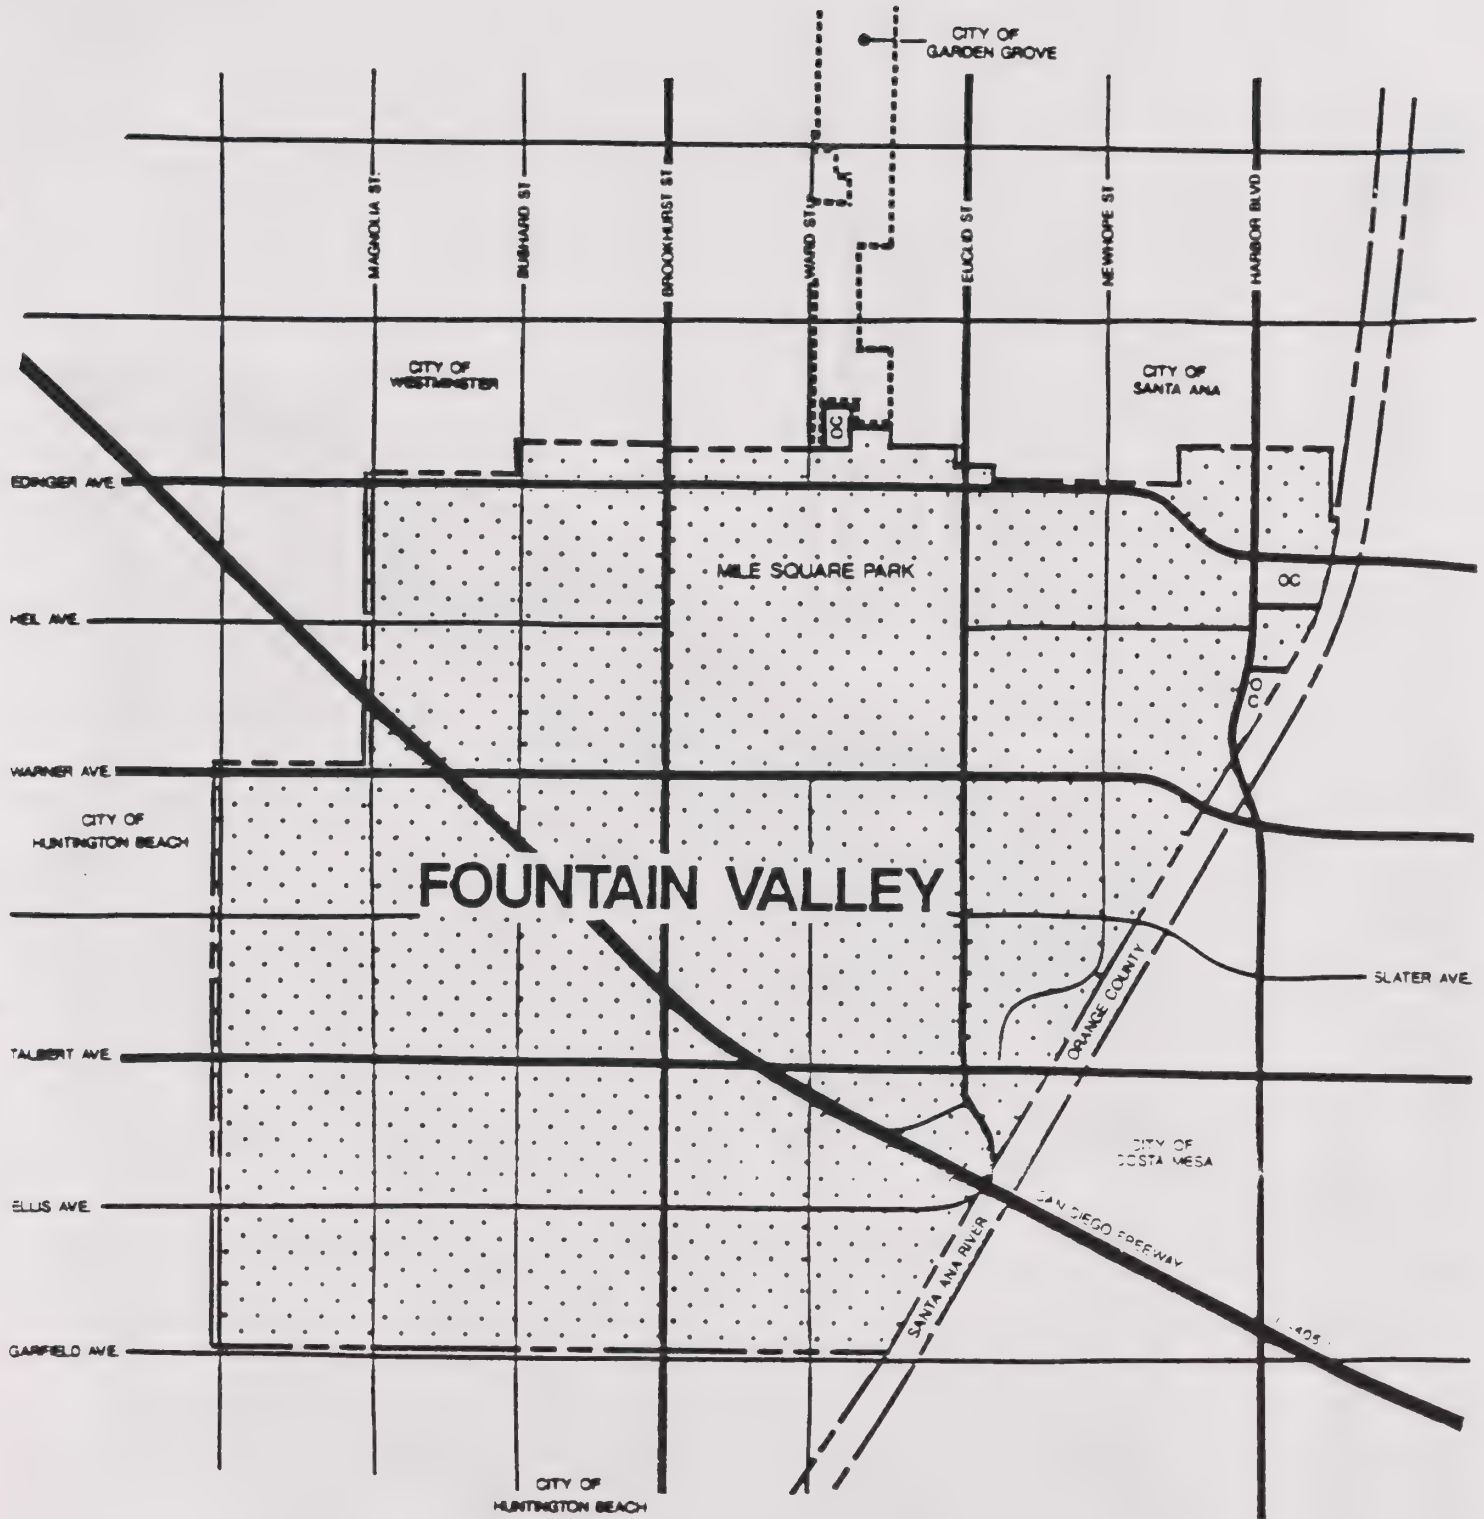 CITY OF
GARDEN GROVE
MAGNOLIA ST.
BUSHARD ST
BROOKHURST ST
WARD ST
EUCLID ST
NEWHOPE ST
HARBOR BLVD
CITY OF
WESTMINSTER
CITY OF
SANTA ANA
OC
EDINGER AVE.
MILE SQUARE PARK
OC
HEIL AVE.
O
C
WARNER AVE.
CITY OF
HUNTINGTON BEACH
FOUNTAIN VALLEY
SLATER AVE.
ORANGE COUNTY
TALBERT AVE.
CITY OF
COSTA MESA
ELLIS AVE.
SAN DIEGO FREEWAY
SANTA ANA RIVER
405
GARFIELD AVE.
CITY OF
HUNTINGTON BEACH